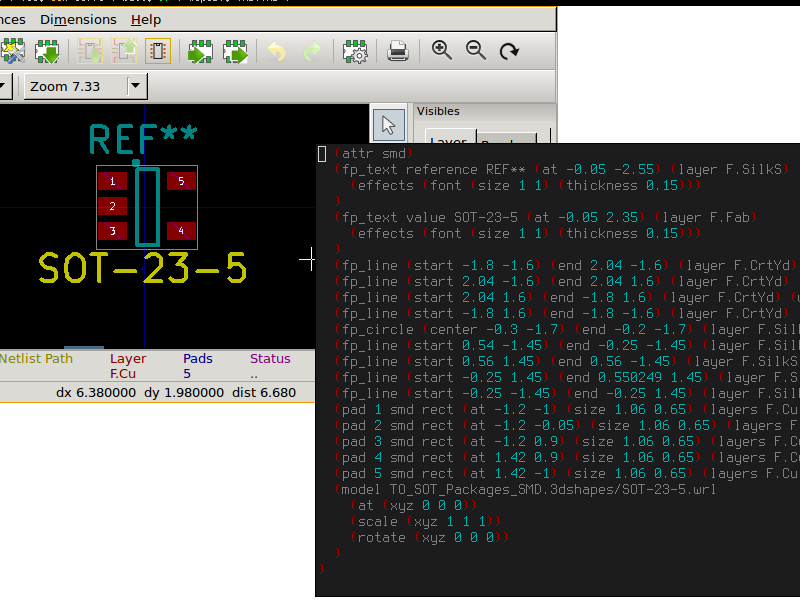 nces Dimensions Help
Zoom 7.33
Visibles
Layer
REF**
1 5
2
3 4
SOT-23-5
Netlist Path Layer Pads Status
F.Cu 5 ..
dx 6.380000 dy 1.980000 dist 6.680
(attr smd)
(fp_text reference REF** (at -0.05 -2.55) (layer F.SilkS)
(effects (font (size 1 1) (thickness 0.15)))
)
(fp_text value SOT-23-5 (at -0.05 2.35) (layer F.Fab)
(effects (font (size 1 1) (thickness 0.15)))
)
(fp_line (start -1.8 -1.6) (end 2.04 -1.6) (layer F.CrtYd)
(fp_line (start 2.04 -1.6) (end 2.04 1.6) (layer F.CrtYd)
(fp_line (start 2.04 1.6) (end -1.8 1.6) (layer F.CrtYd) (
(fp_line (start -1.8 1.6) (end -1.8 -1.6) (layer F.CrtYd)
(fp_circle (center -0.3 -1.7) (end -0.2 -1.7) (layer F.Sil
(fp_line (start 0.54 -1.45) (end -0.25 -1.45) (layer F.Sil
(fp_line (start 0.56 1.45) (end 0.56 -1.45) (layer F.SilkS
(fp_line (start -0.25 1.45) (end 0.550249 1.45) (layer F.S
(fp_line (start -0.25 -1.45) (end -0.25 1.45) (layer F.Sil
(pad 1 smd rect (at -1.2 -1) (size 1.06 0.65) (layers F.Cu
(pad 2 smd rect (at -1.2 -0.05) (size 1.06 0.65) (layers F
(pad 3 smd rect (at -1.2 0.9) (size 1.06 0.65) (layers F.C
(pad 4 smd rect (at 1.42 0.9) (size 1.06 0.65) (layers F.C
(pad 5 smd rect (at 1.42 -1) (size 1.06 0.65) (layers F.Cu
(model TO_SOT_Packages_SMD.3dshapes/SOT-23-5.wrl
(at (xyz 0 0 0))
(scale (xyz 1 1 1))
(rotate (xyz 0 0 0))
)
)